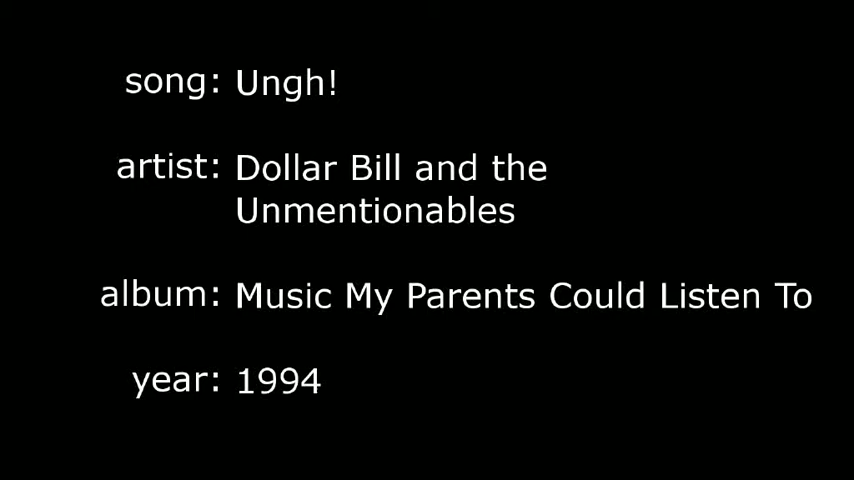 song: Ungh!
artist: Dollar Bill and the
Unmentionables
album: Music My Parents Could Listen To
year: 1994